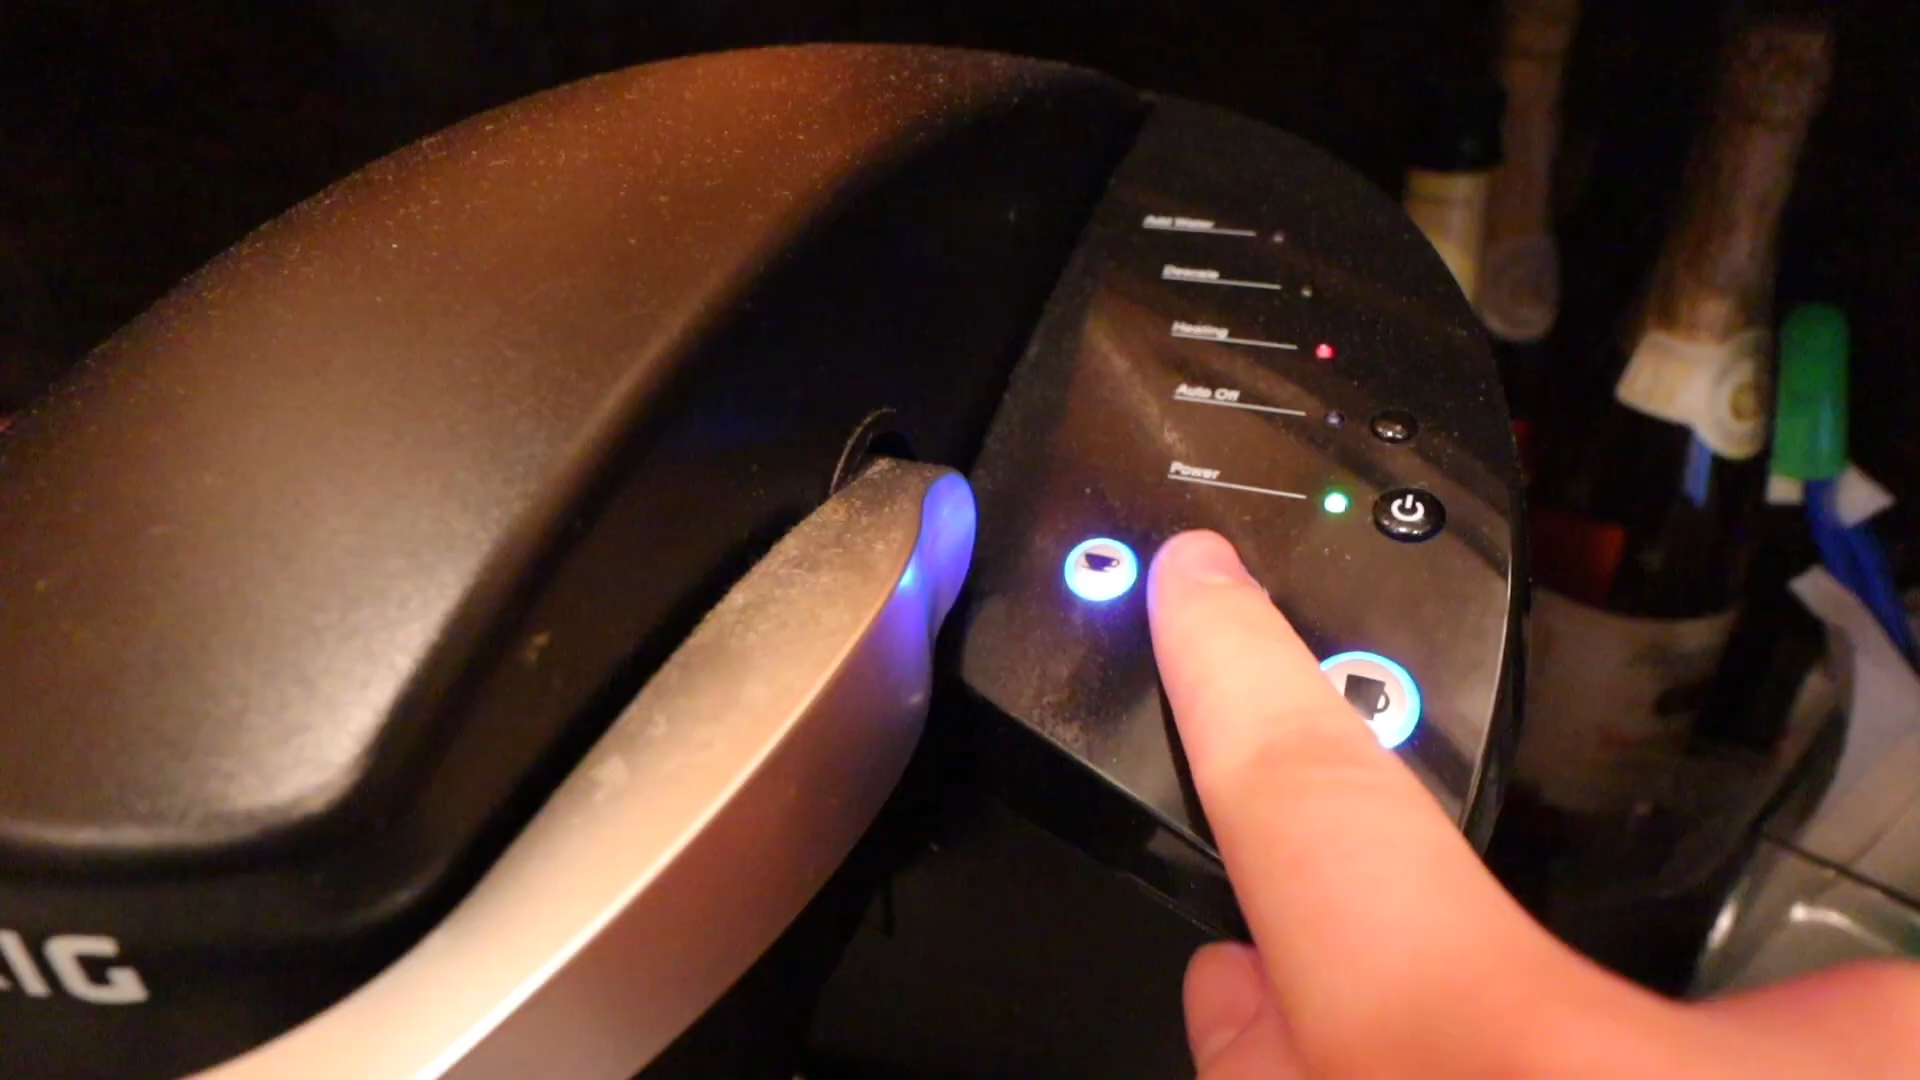 Add Water
Descale
Heating
Auto Off
Power
IG